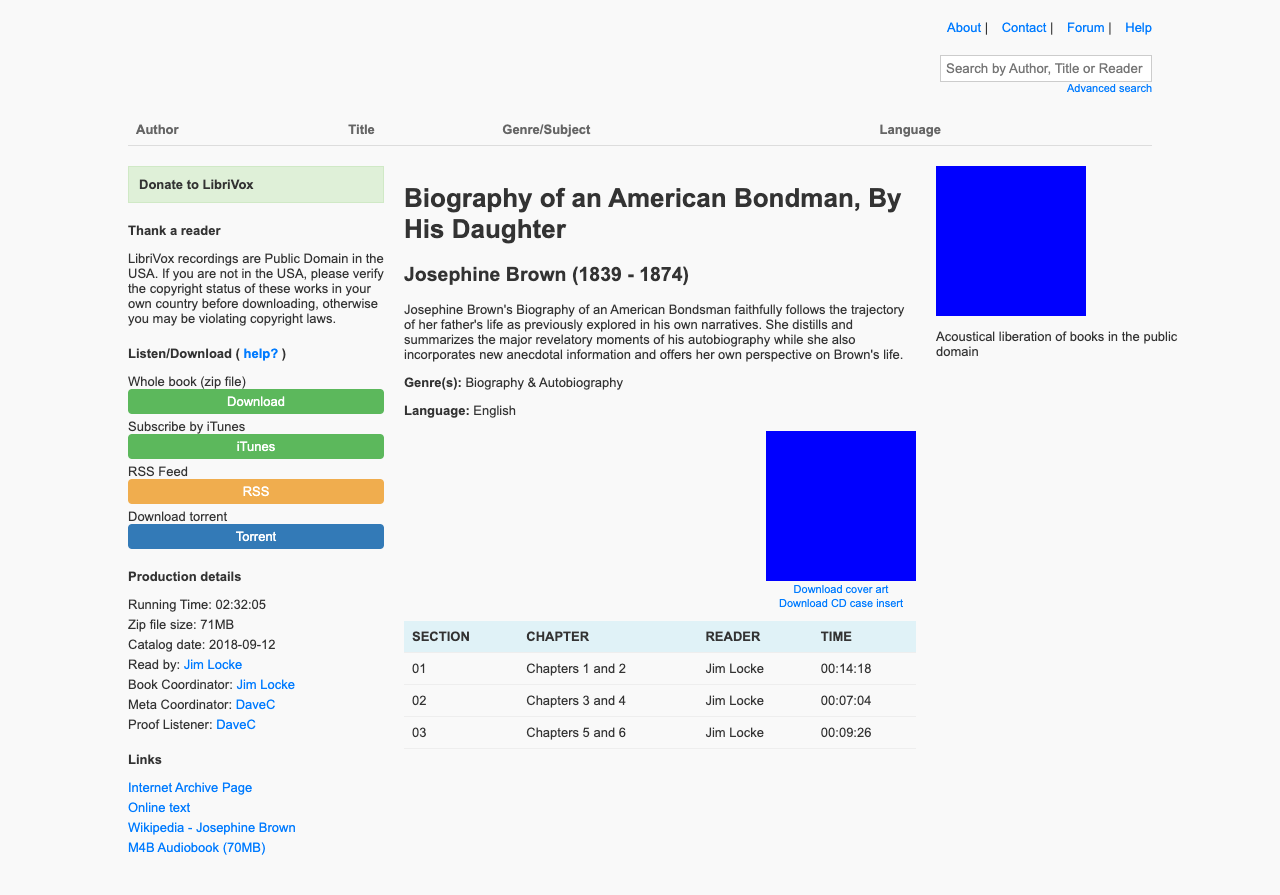 About | Contact | Forum | Help
Search by Author, Title or Reader
Advanced search
Author Title Genre/Subject Language
Donate to LibriVox
Thank a reader
LibriVox recordings are Public Domain in the
USA. If you are not in the USA, please verify
the copyright status of these works in your
own country before downloading, otherwise
you may be violating copyright laws.
Listen/Download ( help? )
Whole book (zip file)
Download
Subscribe by iTunes
iTunes
RSS Feed
RSS
Download torrent
Torrent
Production details
Running Time: 02:32:05
Zip file size: 71MB
Catalog date: 2018-09-12
Read by: Jim Locke
Book Coordinator: Jim Locke
Meta Coordinator: DaveC
Proof Listener: DaveC
Links
Internet Archive Page
Online text
Wikipedia - Josephine Brown
M4B Audiobook (70MB)
Biography of an American Bondman, By
His Daughter
Josephine Brown (1839 - 1874)
Josephine Brown's Biography of an American Bondsman faithfully follows the trajectory
of her father's life as previously explored in his own narratives. She distills and
summarizes the major revelatory moments of his autobiography while she also
incorporates new anecdotal information and offers her own perspective on Brown's life.
Genre(s): Biography & Autobiography
Language: English
Download cover art
Download CD case insert
SECTION CHAPTER READER TIME
01 Chapters 1 and 2 Jim Locke 00:14:18
02 Chapters 3 and 4 Jim Locke 00:07:04
03 Chapters 5 and 6 Jim Locke 00:09:26
Acoustical liberation of books in the public
domain